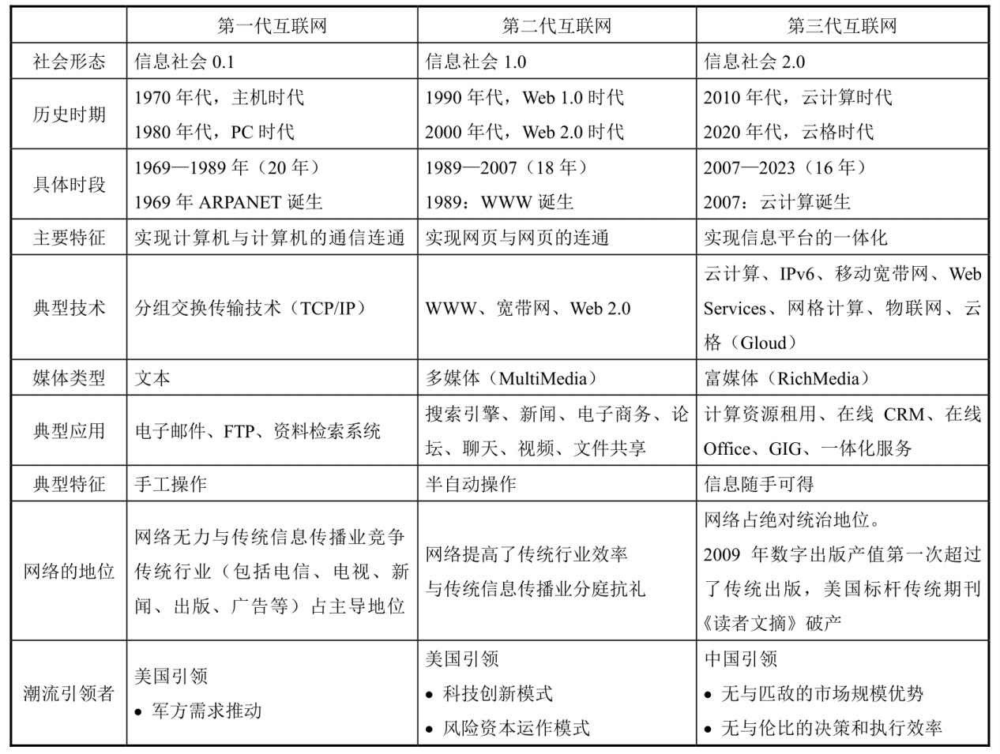 第一代互联网 第二代互联网 第三代互联网
社会形态 信息社会 0.1 信息社会 1.0 信息社会 2.0
历史时期
1970 年代，主机时代
1980 年代，PC 时代
1990 年代，Web 1.0 时代
2000 年代，Web 2.0 时代
2010 年代，云计算时代
2020 年代，云格时代
具体时段
1969—1989 年（20 年）
1969 年 ARPANET 诞生
1989—2007（18 年）
1989：WWW 诞生
2007—2023（16 年）
2007：云计算诞生
主要特征 实现计算机与计算机的通信连通 实现网页与网页的连通 实现信息平台的一体化
典型技术
分组交换传输技术（TCP/IP）
WWW、宽带网、Web 2.0
云计算、IPv6、移动宽带网、Web
Services、网格计算、物联网、云
格（Gloud）
媒体类型 文本 多媒体（MultiMedia） 富媒体（RichMedia）
典型应用
电子邮件、FTP、资料检索系统
搜索引擎、新闻、电子商务、论
坛、聊天、视频、文件共享
计算资源租用、在线 CRM、在线
Office、GIG、一体化服务
典型特征 手工操作 半自动操作 信息随手可得
网络的地位
网络无力与传统信息传播业竞争
传统行业（包括电信、电视、新
闻、出版、广告等）占主导地位
网络提高了传统行业效率
与传统信息传播业分庭抗礼
网络占绝对统治地位。
2009 年数字出版产值第一次超过
了传统出版，美国标杆传统期刊
《读者文摘》破产
潮流引领者
美国引领
• 军方需求推动
美国引领
• 科技创新模式
• 风险资本运作模式
中国引领
• 无与匹敌的市场规模优势
• 无与伦比的决策和执行效率